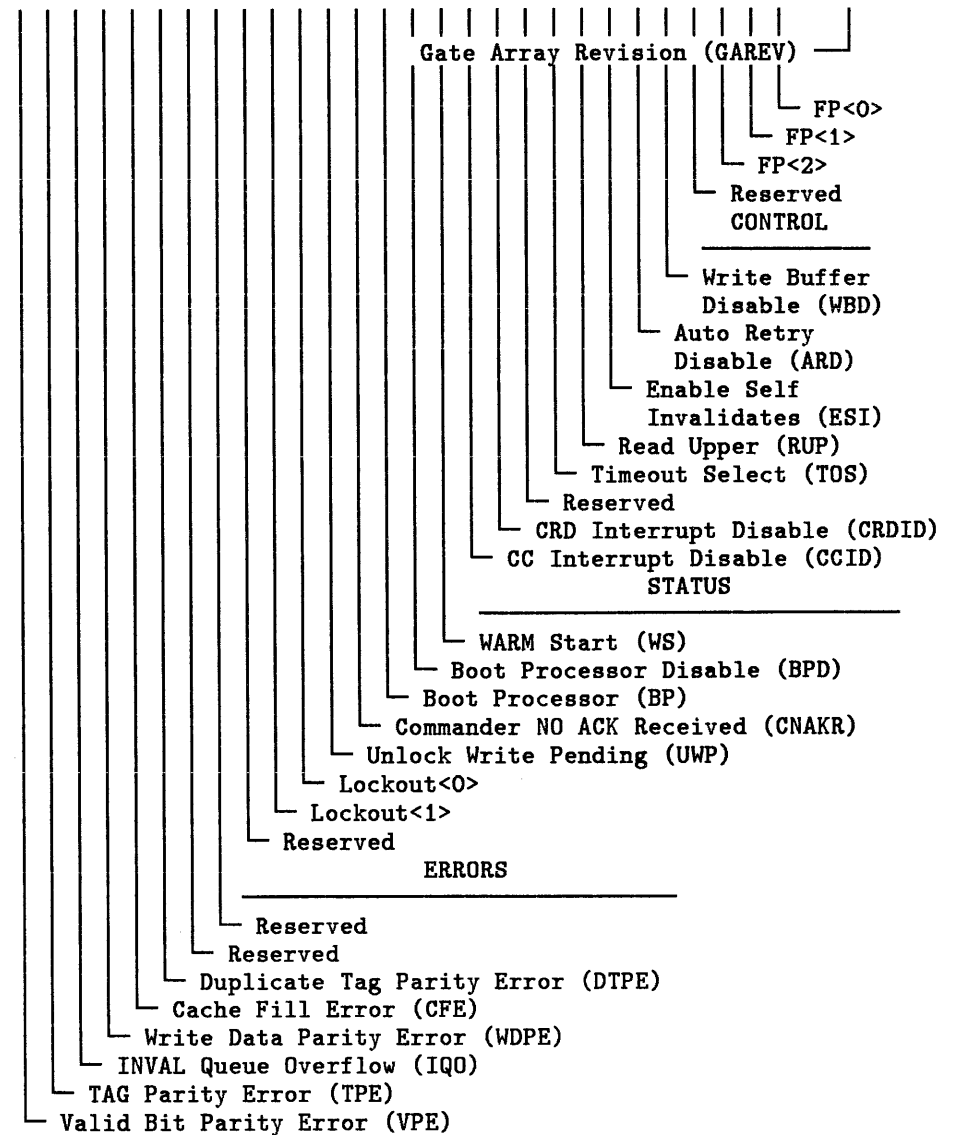 Gate Array Revision (GAREV)
FP<0>
FP<1>
FP<2>
Reserved
CONTROL
Write Buffer
Disable (WBD)
Auto Retry
Disable (ARD)
Enable Self
Invalidates (ESI)
Read Upper (RUP)
Timeout Select (TOS)
Reserved
CRD Interrupt Disable (CRDID)
CC Interrupt Disable (CCID)
STATUS
WARM Start (WS)
Boot Processor Disable (BPD)
Boot Processor (BP)
Commander NO ACK Received (CNAKR)
Unlock Write Pending (UWP)
Lockout<0>
Lockout<1>
Reserved
ERRORS
Reserved
Reserved
Duplicate Tag Parity Error (DTPE)
Cache Fill Error (CFE)
Write Data Parity Error (WDPE)
INVAL Queue Overflow (IQO)
TAG Parity Error (TPE)
Valid Bit Parity Error (VPE)